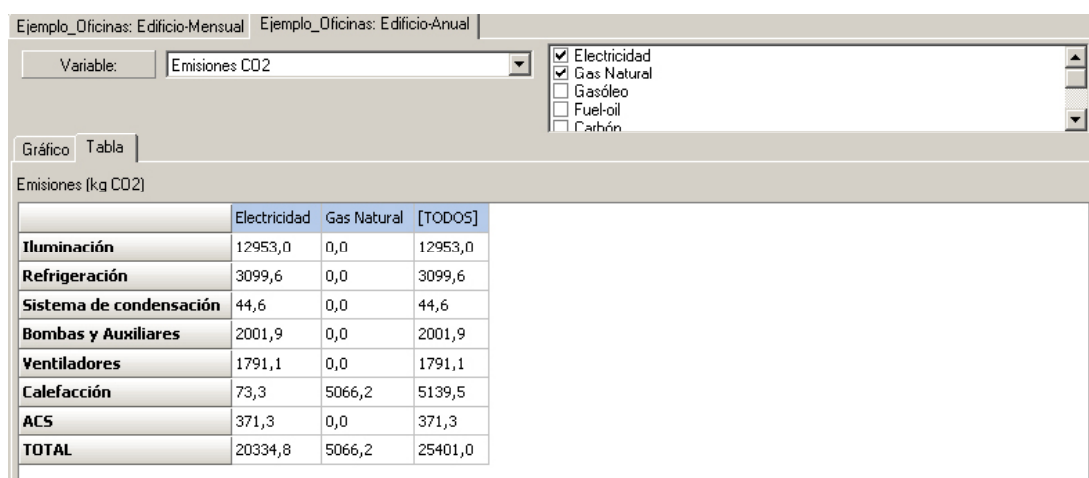 Ejemplo_Oficinas: Edificio-Mensual Ejemplo_Oficinas: Edificio-Anual
Variable: Emisiones CO2
Electricidad
Gas Natural
Gasóleo
Fuel-oil
Carbón
Gráfico Tabla
Emisiones (kg CO2)
Electricidad Gas Natural [TODOS]
Iluminación 12953,0 0,0 12953,0
Refrigeración 3099,6 0,0 3099,6
Sistema de condensación 44,6 0,0 44,6
Bombas y Auxiliares 2001,9 0,0 2001,9
Ventiladores 1791,1 0,0 1791,1
Calefacción 73,3 5066,2 5139,5
ACS 371,3 0,0 371,3
TOTAL 20334,8 5066,2 25401,0